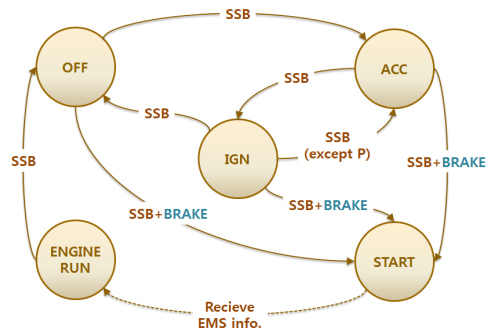 SSB
OFF
ACC
SSB
SSB
IGN
SSB
(except P)
SSB
SSB+BRAKE
SSB+BRAKE
SSB+BRAKE
ENGINE
RUN
START
Recieve
EMS info.